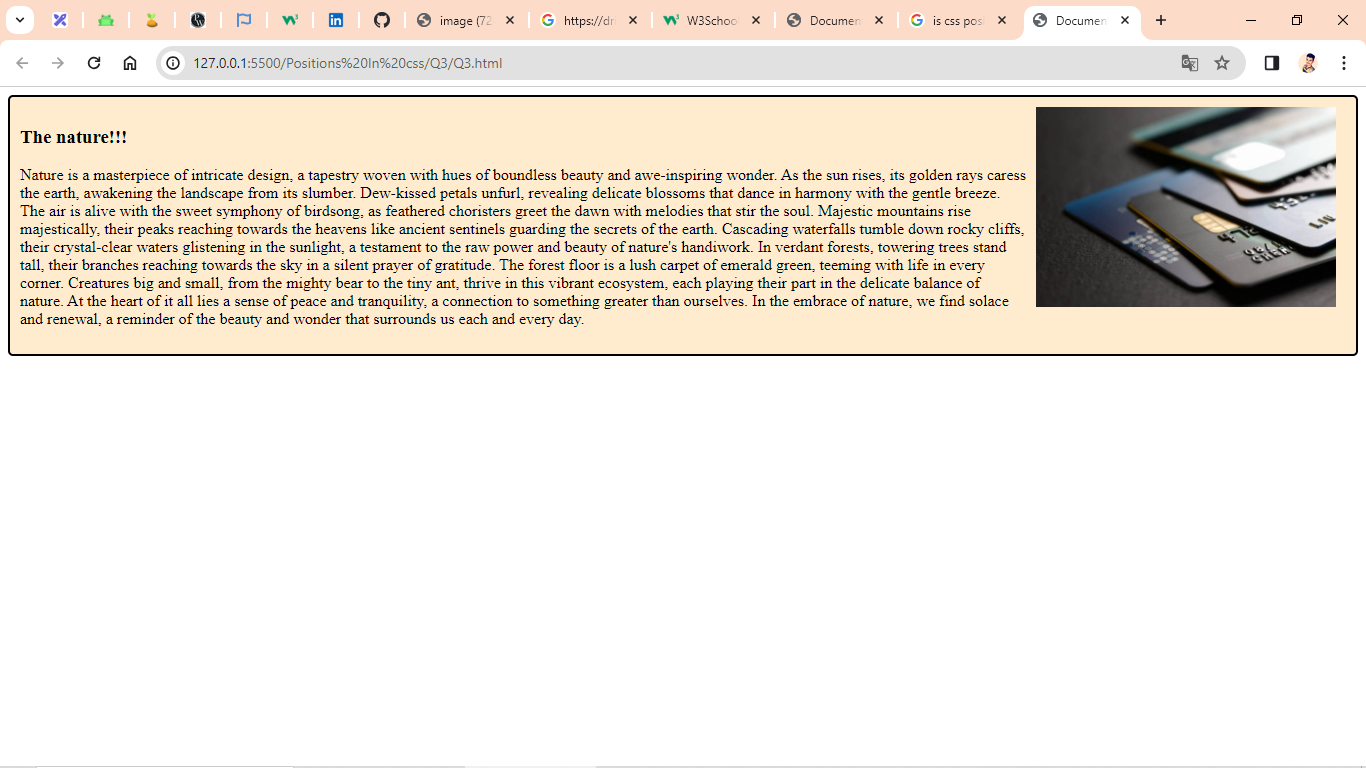 image (72
https://dr
W3Schoo
Documen
is css pos
Documen
127.0.0.1:5500/Positions%20In%20css/Q3/Q3.html
The nature!!!
Nature is a masterpiece of intricate design, a tapestry woven with hues of boundless beauty and awe-inspiring wonder. As the sun rises, its golden rays caress
the earth, awakening the landscape from its slumber. Dew-kissed petals unfurl, revealing delicate blossoms that dance in harmony with the gentle breeze.
The air is alive with the sweet symphony of birdsong, as feathered choristers greet the dawn with melodies that stir the soul. Majestic mountains rise
majestically, their peaks reaching towards the heavens like ancient sentinels guarding the secrets of the earth. Cascading waterfalls tumble down rocky cliffs,
their crystal-clear waters glistening in the sunlight, a testament to the raw power and beauty of nature's handiwork. In verdant forests, towering trees stand
tall, their branches reaching towards the sky in a silent prayer of gratitude. The forest floor is a lush carpet of emerald green, teeming with life in every
corner. Creatures big and small, from the mighty bear to the tiny ant, thrive in this vibrant ecosystem, each playing their part in the delicate balance of
nature. At the heart of it all lies a sense of peace and tranquility, a connection to something greater than ourselves. In the embrace of nature, we find solace
and renewal, a reminder of the beauty and wonder that surrounds us each and every day.